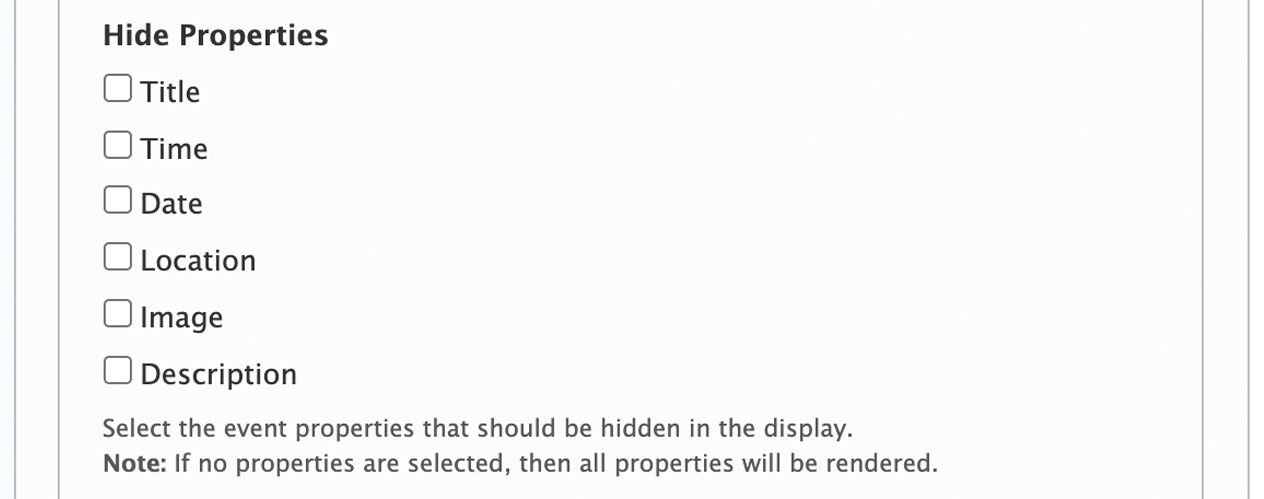 Hide Properties
Title
Time
Date
Location
Image
Description
Select the event properties that should be hidden in the display.
Note: If no properties are selected, then all properties will be rendered.